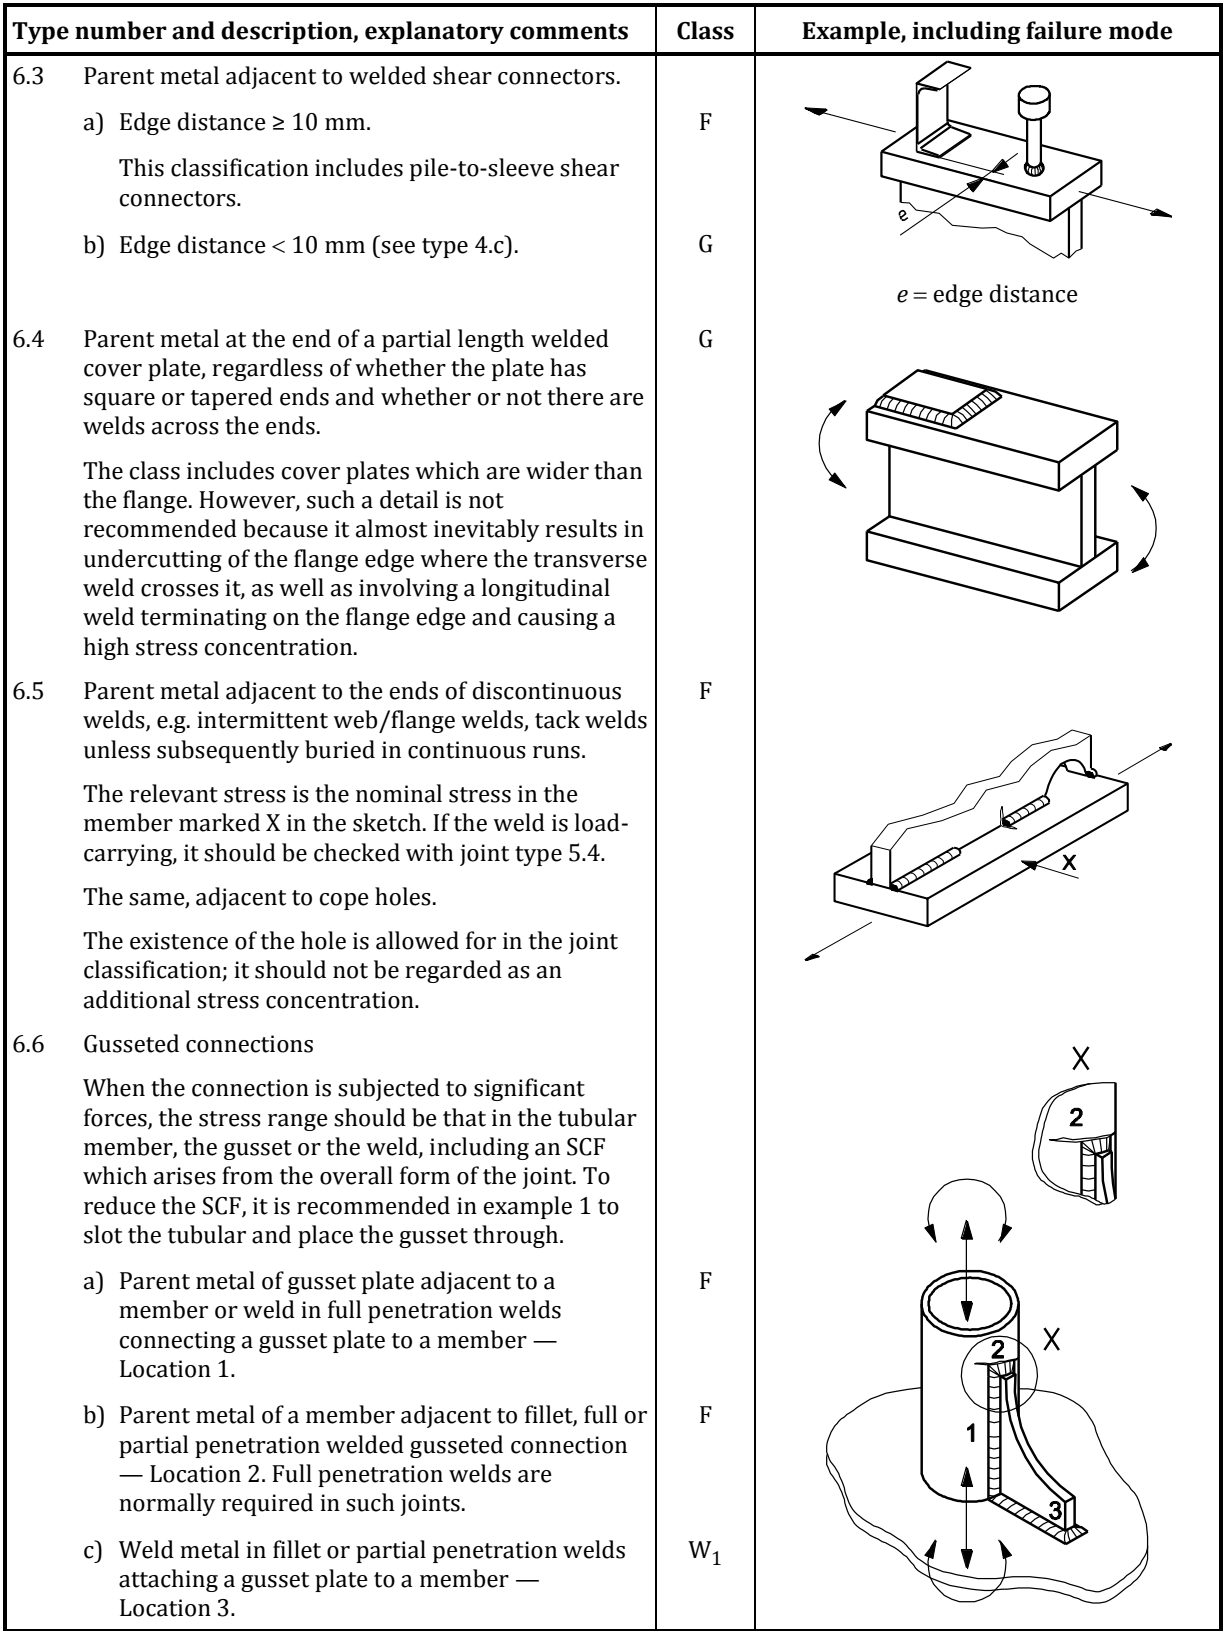 Type number and description, explanatory comments Class Example, including failure mode
6.3 Parent metal adjacent to welded shear connectors.
a) Edge distance ≥ 10 mm. F
This classification includes pile-to-sleeve shear
connectors.
b) Edge distance < 10 mm (see type 4.c). G
e
e = edge distance
6.4 Parent metal at the end of a partial length welded G
cover plate, regardless of whether the plate has
square or tapered ends and whether or not there are
welds across the ends.
The class includes cover plates which are wider than
the flange. However, such a detail is not
recommended because it almost inevitably results in
undercutting of the flange edge where the transverse
weld crosses it, as well as involving a longitudinal
weld terminating on the flange edge and causing a
high stress concentration.
6.5 Parent metal adjacent to the ends of discontinuous F
welds, e.g. intermittent web/flange welds, tack welds
unless subsequently buried in continuous runs.
The relevant stress is the nominal stress in the
member marked X in the sketch. If the weld is load-
carrying, it should be checked with joint type 5.4.
The same, adjacent to cope holes.
The existence of the hole is allowed for in the joint
classification; it should not be regarded as an
additional stress concentration.
X
6.6 Gusseted connections
When the connection is subjected to significant
forces, the stress range should be that in the tubular
member, the gusset or the weld, including an SCF
which arises from the overall form of the joint. To
reduce the SCF, it is recommended in example 1 to
slot the tubular and place the gusset through.
a) Parent metal of gusset plate adjacent to a F
member or weld in full penetration welds
connecting a gusset plate to a member —
Location 1.
b) Parent metal of a member adjacent to fillet, full or F
partial penetration welded gusseted connection
— Location 2. Full penetration welds are
normally required in such joints.
c) Weld metal in fillet or partial penetration welds W1
attaching a gusset plate to a member —
Location 3.
X
2
2
X
1
3